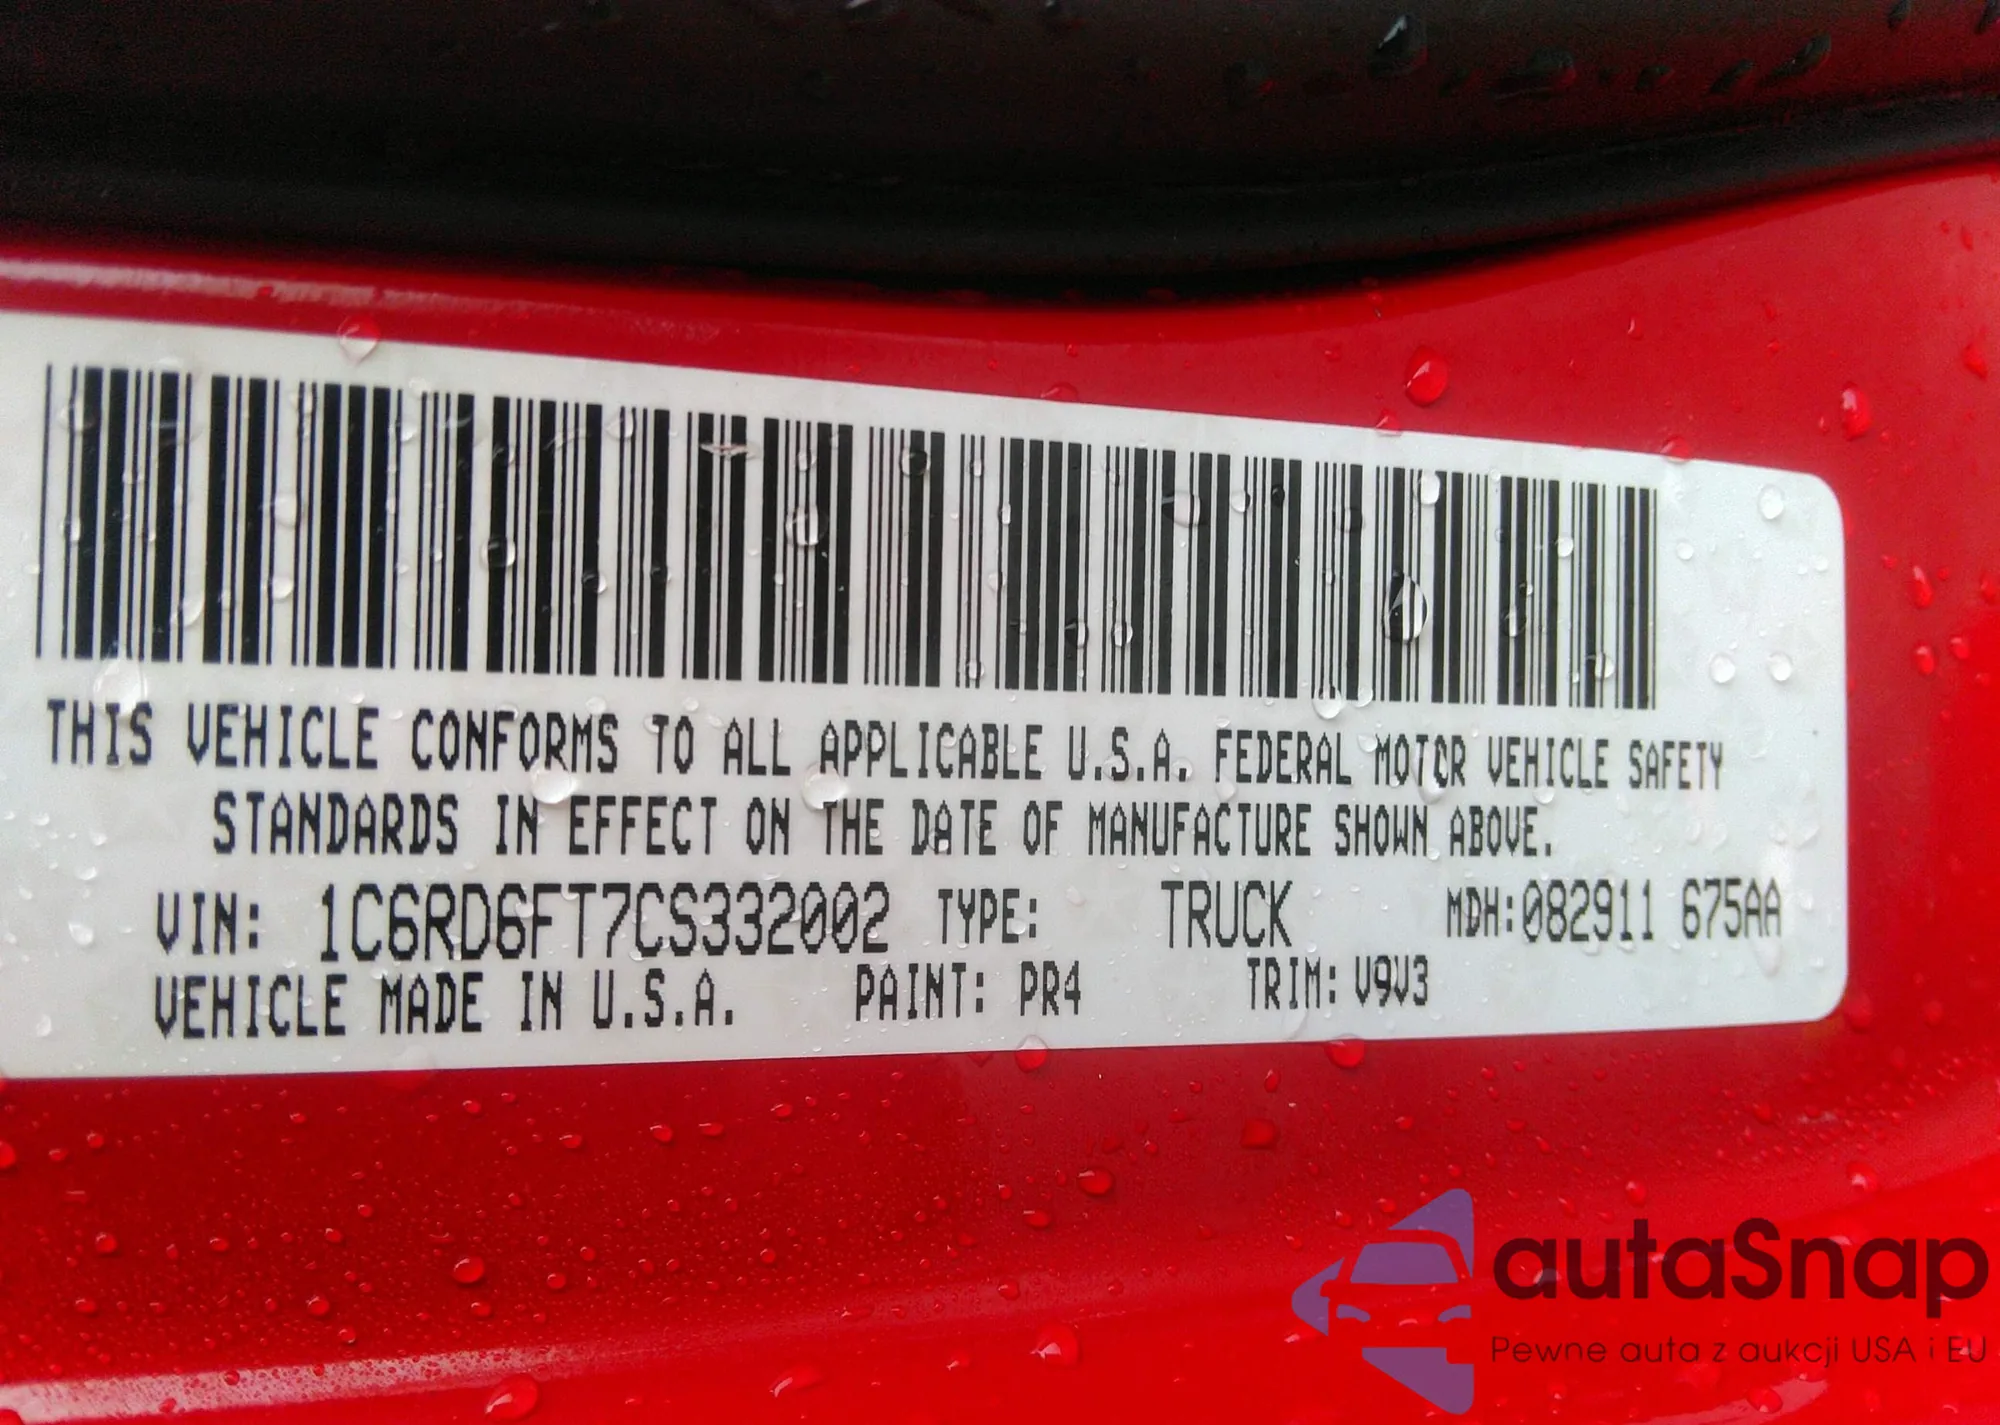 THIS VEHICLE CONFORMS TO ALL APPLICABLE U.S.A. FEDERAL MOTOR VEHICLE SAFETY
STANDARDS IN EFFECT ON THE DATE OF MANUFACTURE SHOWN ABOVE.
VIN: 1C6RD6FT7CS332002 TYPE: TRUCK MDH:082911 675AA
VEHICLE MADE IN U.S.A. PAINT: PR4 TRIM: V9V3
autaSnap
Pewne auta z aukcji USA i EU